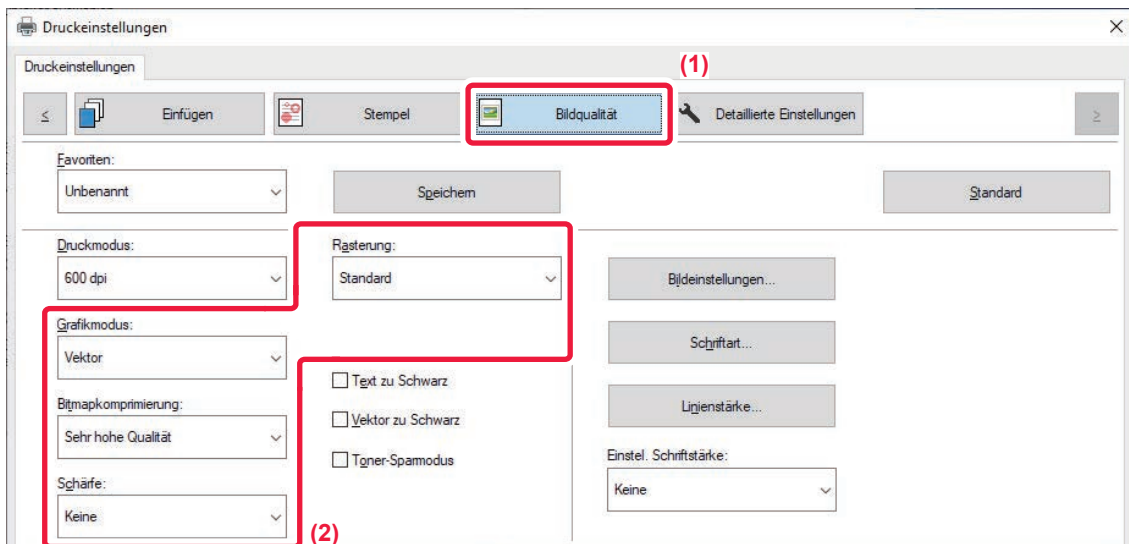 Druckeinstellungen
Druckeinstellungen
(1)
≤ Einfügen Stempel Bildqualität Detaillierte Einstellungen ≥
Favoriten:
Unbenannt Speichern Standard
Druckmodus: Rasterung:
600 dpi Standard Bildeinstellungen...
Grafikmodus:
Vektor Schriftart...
Text zu Schwarz
Bitmapkomprimierung: Linienstärke...
Sehr hohe Qualität Vektor zu Schwarz
Toner-Sparmodus Einstel. Schriftstärke:
Schärfe:
Keine Keine
(2)